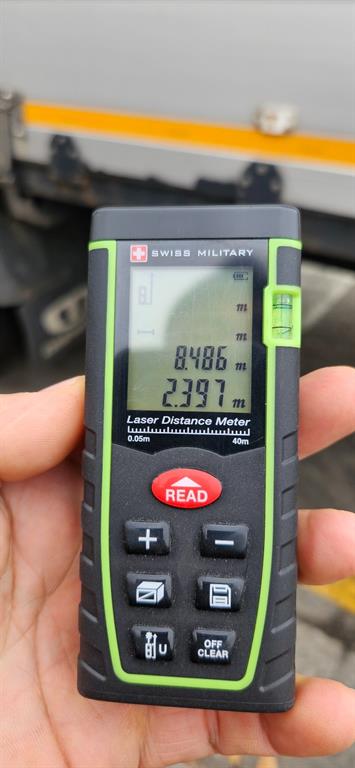 SWISS MILITARY
m
m
8.486 m
2.397 m
Laser Distance Meter
0.05m 40m
READ
+ −
U OFF
CLEAR